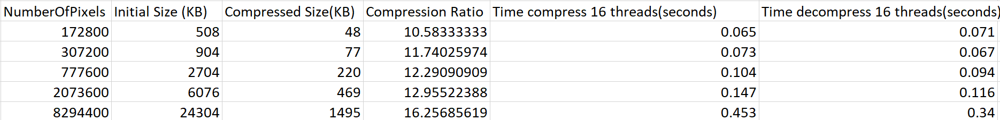 NumberOfPixels Initial Size (KB) Compressed Size(KB) Compression Ratio Time compress 16 threads(seconds) Time decompress 16 threads(seconds)
172800 508 48 10.58333333 0.065 0.071
307200 904 77 11.74025974 0.073 0.067
777600 2704 220 12.29090909 0.104 0.094
2073600 6076 469 12.95522388 0.147 0.116
8294400 24304 1495 16.25685619 0.453 0.34